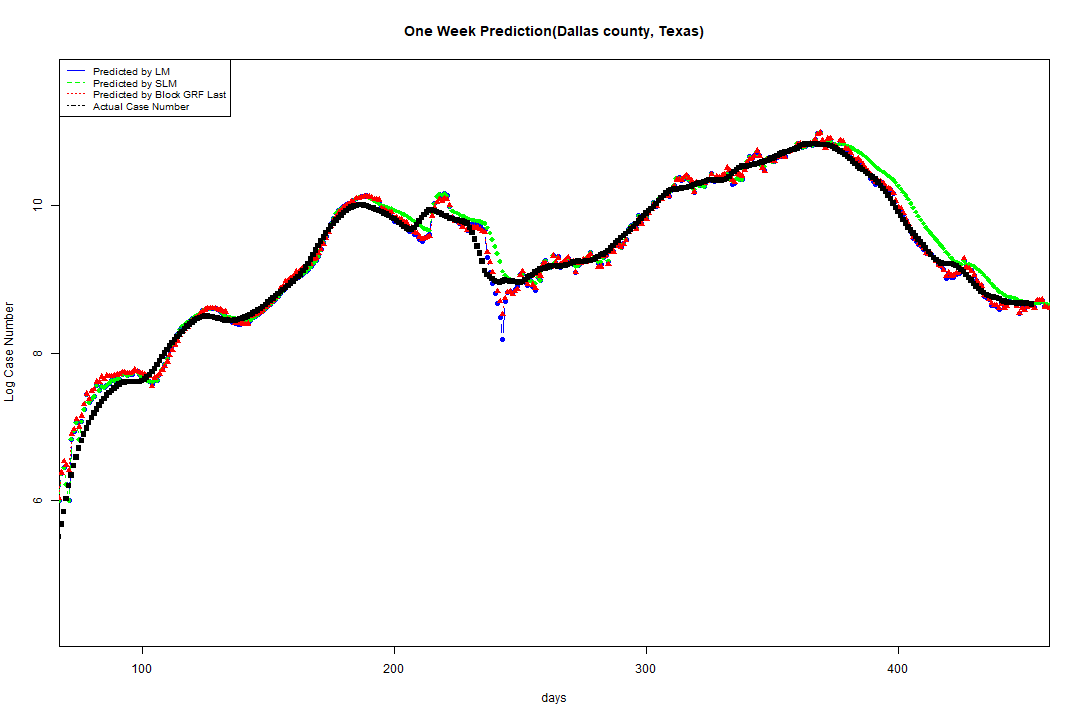 One Week Prediction(Dallas county, Texas)
Predicted by LM
Predicted by SLM
Predicted by Block GRF Last
Actual Case Number
Log Case Number
10
8
6
100
200
300
400
days